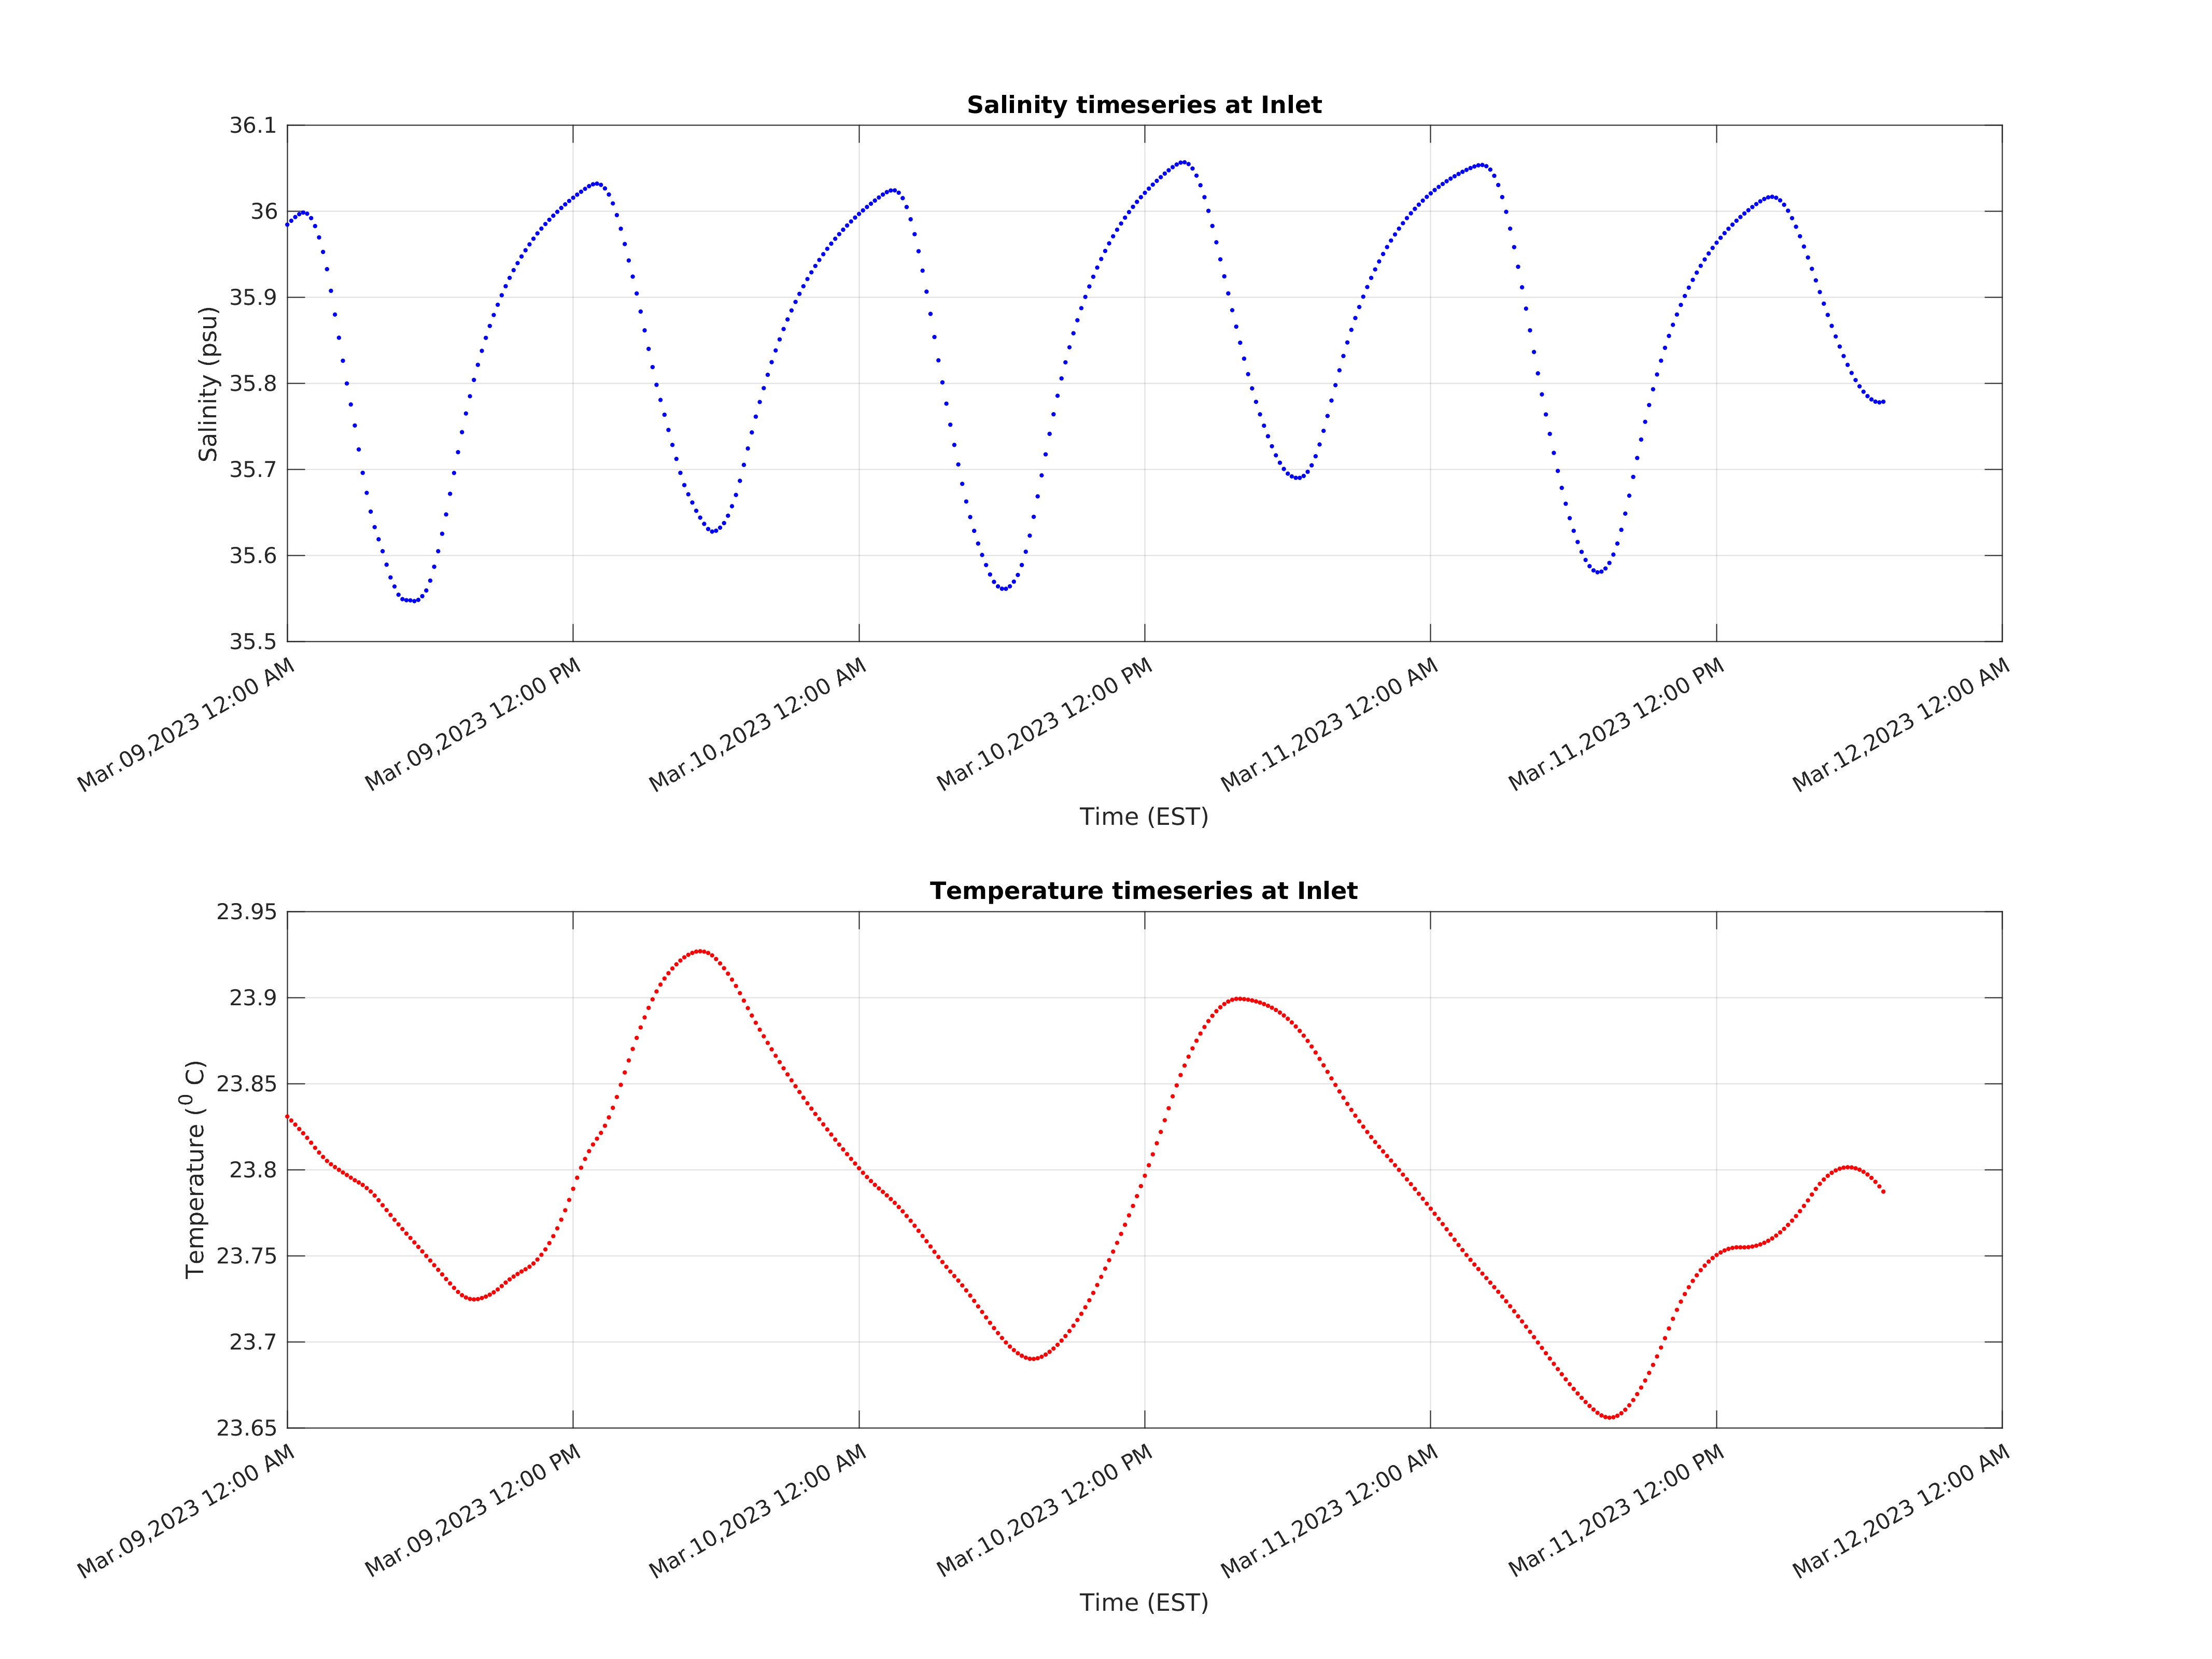 Salinity timeseries at Inlet
36.1
36
35.9
35.8
35.7
35.6
35.5
Salinity (psu)
Mar.09,2023 12:00 AM
Mar.09,2023 12:00 PM
Mar.10,2023 12:00 AM
Mar.10,2023 12:00 PM
Mar.11,2023 12:00 AM
Mar.11,2023 12:00 PM
Mar.12,2023 12:00 AM
Time (EST)
Temperature timeseries at Inlet
23.95
23.9
23.85
23.8
23.75
23.7
23.65
Temperature (⁰ C)
Mar.09,2023 12:00 AM
Mar.09,2023 12:00 PM
Mar.10,2023 12:00 AM
Mar.10,2023 12:00 PM
Mar.11,2023 12:00 AM
Mar.11,2023 12:00 PM
Mar.12,2023 12:00 AM
Time (EST)